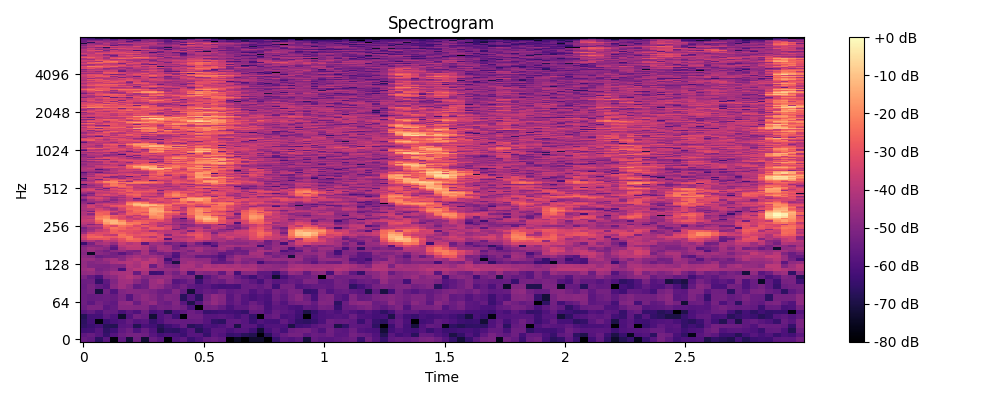 Spectrogram
Hz
4096
2048
1024
512
256
128
64
0
0
0.5
1
1.5
2
2.5
Time
+0 dB
-10 dB
-20 dB
-30 dB
-40 dB
-50 dB
-60 dB
-70 dB
-80 dB